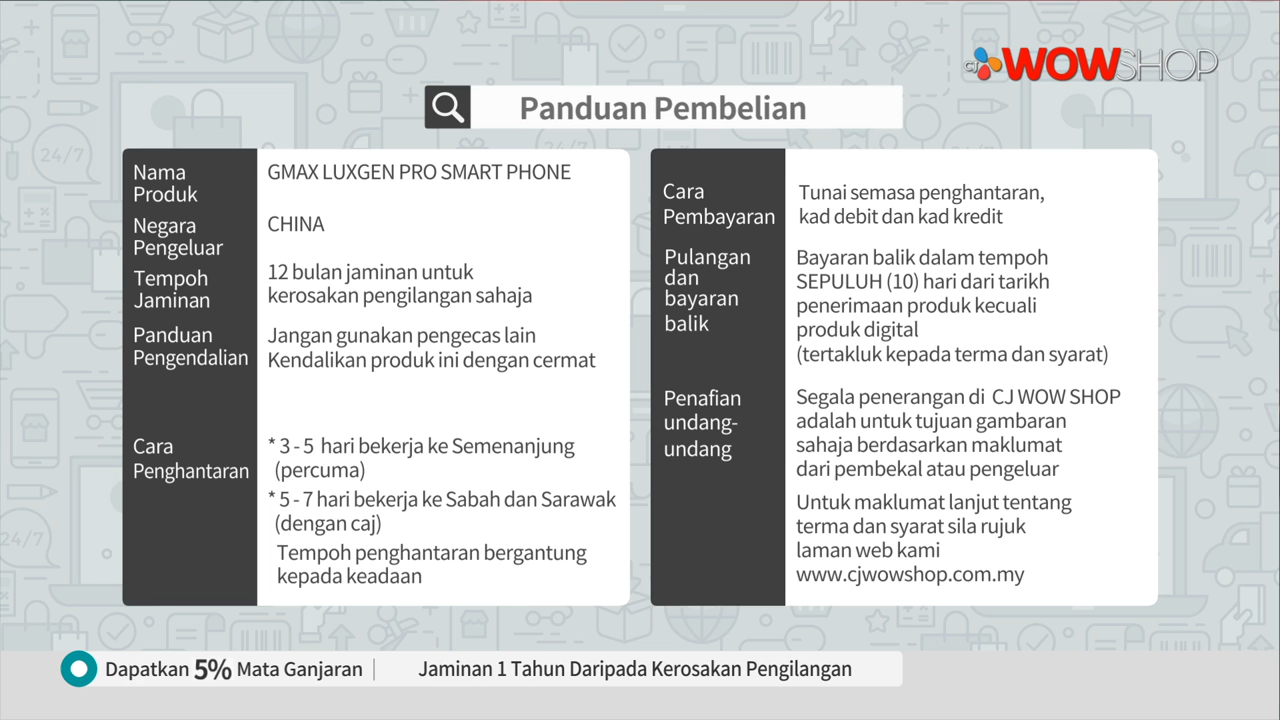 CJ WOWSHOP
Panduan Pembelian
Nama
Produk
GMAX LUXGEN PRO SMART PHONE
Negara
Pengeluar
CHINA
Tempoh
Jaminan
12 bulan jaminan untuk
kerosakan pengilangan sahaja
Panduan
Pengendalian
Jangan gunakan pengecas lain
Kendalikan produk ini dengan cermat
Cara
Penghantaran
* 3 - 5 hari bekerja ke Semenanjung
(percuma)
* 5 - 7 hari bekerja ke Sabah dan Sarawak
(dengan caj)
Tempoh penghantaran bergantung
kepada keadaan
Cara
Pembayaran
Tunai semasa penghantaran,
kad debit dan kad kredit
Pulangan
dan
bayaran
balik
Bayaran balik dalam tempoh
SEPULUH (10) hari dari tarikh
penerimaan produk kecuali
produk digital
(tertakluk kepada terma dan syarat)
Penafian
undang-
undang
Segala penerangan di CJ WOW SHOP
adalah untuk tujuan gambaran
sahaja berdasarkan maklumat
dari pembekal atau pengeluar
Untuk maklumat lanjut tentang
terma dan syarat sila rujuk
laman web kami
www.cjwowshop.com.my
24/7
24/7
Dapatkan 5% Mata Ganjaran | Jaminan 1 Tahun Daripada Kerosakan Pengilangan